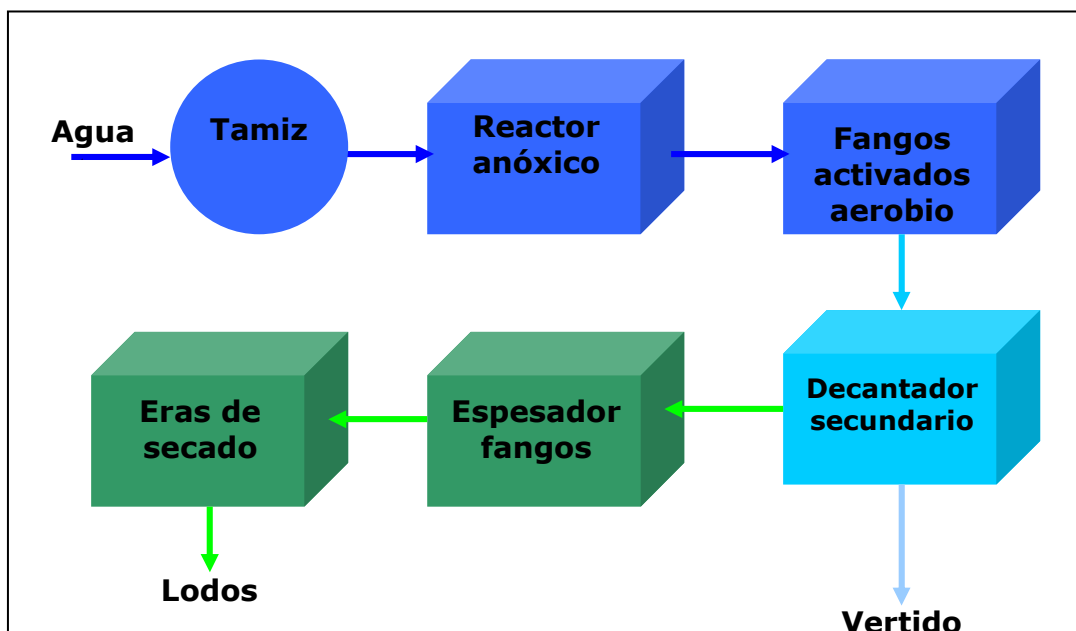 Agua
Tamiz
Reactor
anóxico
Fangos
activados
aerobio
Decantador
secundario
Espesador
fangos
Eras de
secado
Lodos
Vertido